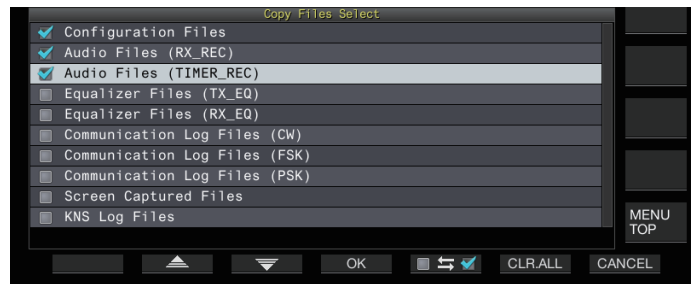 Copy Files Select
Configuration Files
Audio Files (RX_REC)
Audio Files (TIMER_REC)
Equalizer Files (TX_EQ)
Equalizer Files (RX_EQ)
Communication Log Files (CW)
Communication Log Files (FSK)
Communication Log Files (PSK)
Screen Captured Files
KNS Log Files
MENU
TOP
OK
CLR.ALL
CANCEL